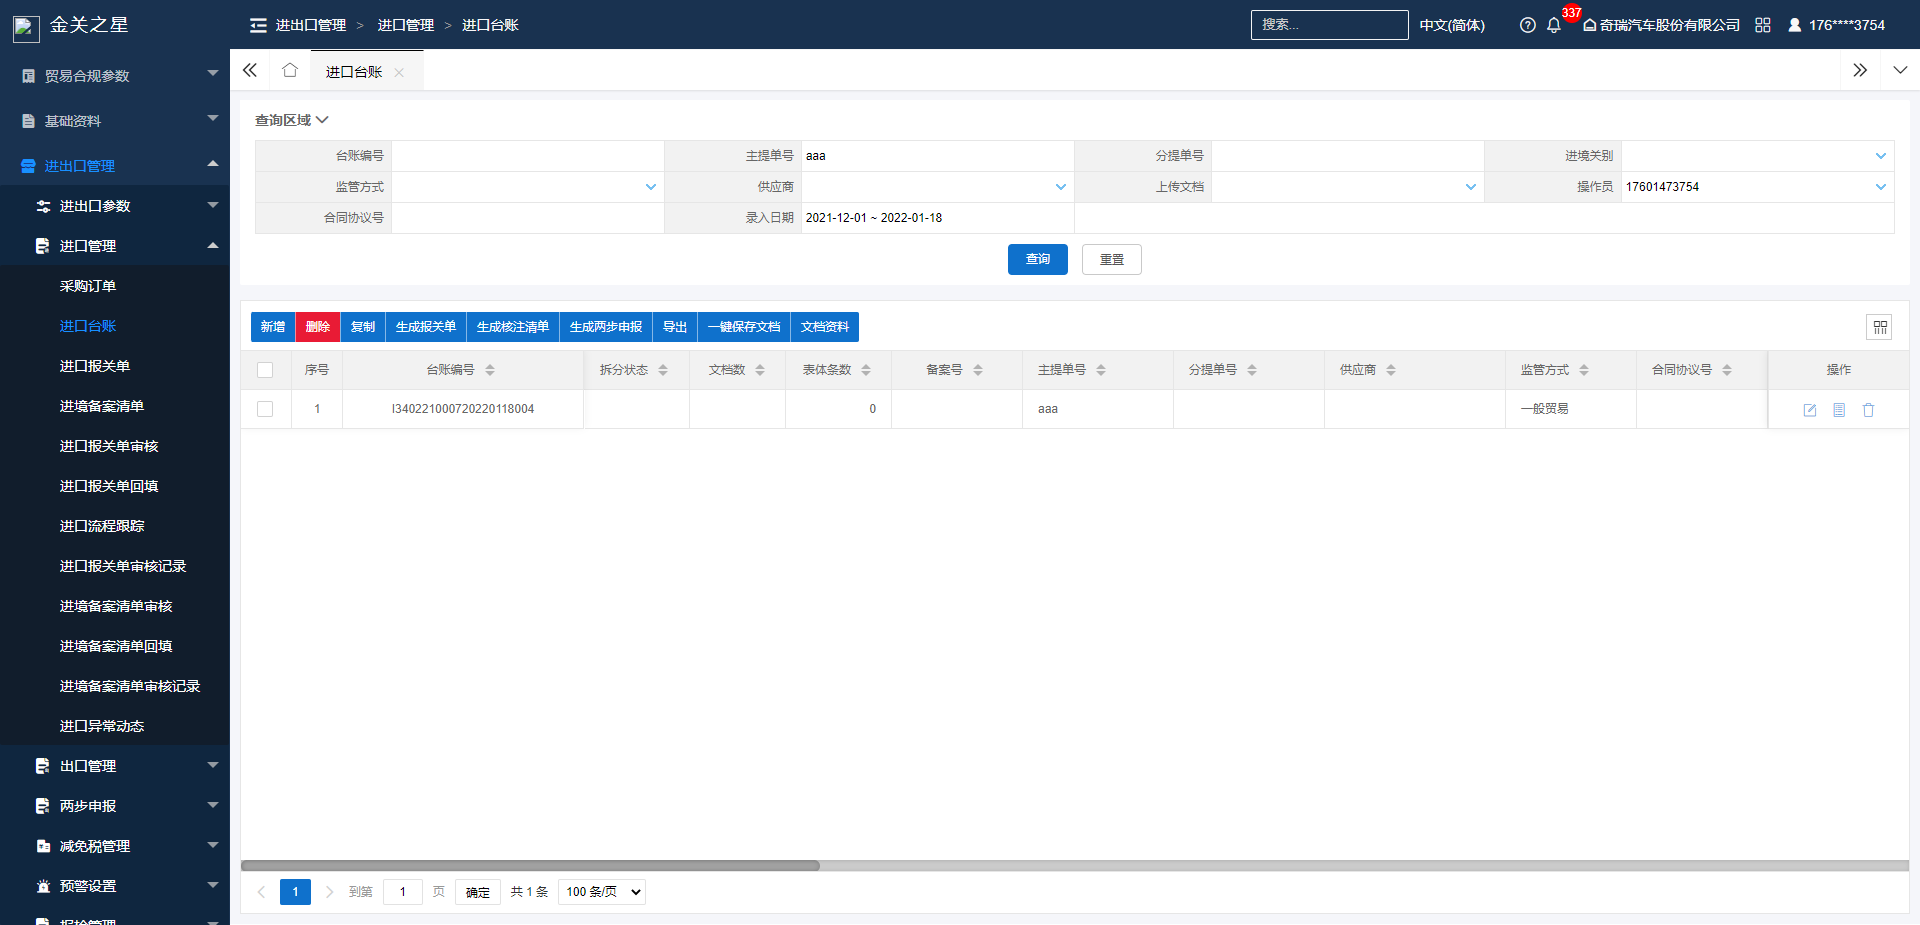 金关之星
进出口管理 > 进口管理 > 进口台账
搜索...
中文(简体)
337
奇瑞汽车股份有限公司
176****3754
贸易合规参数
基础资料
进出口管理
进出口参数
进口管理
采购订单
进口台账
进口报关单
进境备案清单
进口报关单审核
进口报关单回填
进口流程跟踪
进口报关单审核记录
进境备案清单审核
进境备案清单回填
进境备案清单审核记录
进口异常动态
出口管理
两步申报
减免税管理
预警设置
进口台账
查询区域
台账编号 主提单号 aaa 分提单号 进境关别
监管方式 供应商 上传文档 操作员 17601473754
合同协议号 录入日期 2021-12-01 ~ 2022-01-18
查询 重置
新增 删除 复制 生成报关单 生成核注清单 生成两步申报 导出 一键保存文档 文档资料
序号 台账编号 拆分状态 文档数 表体条数 备案号 主提单号 分提单号 供应商 监管方式 合同协议号 操作
1 I340221000720220118004 0 aaa 一般贸易
1 到第 1 页 确定 共 1 条 100 条/页